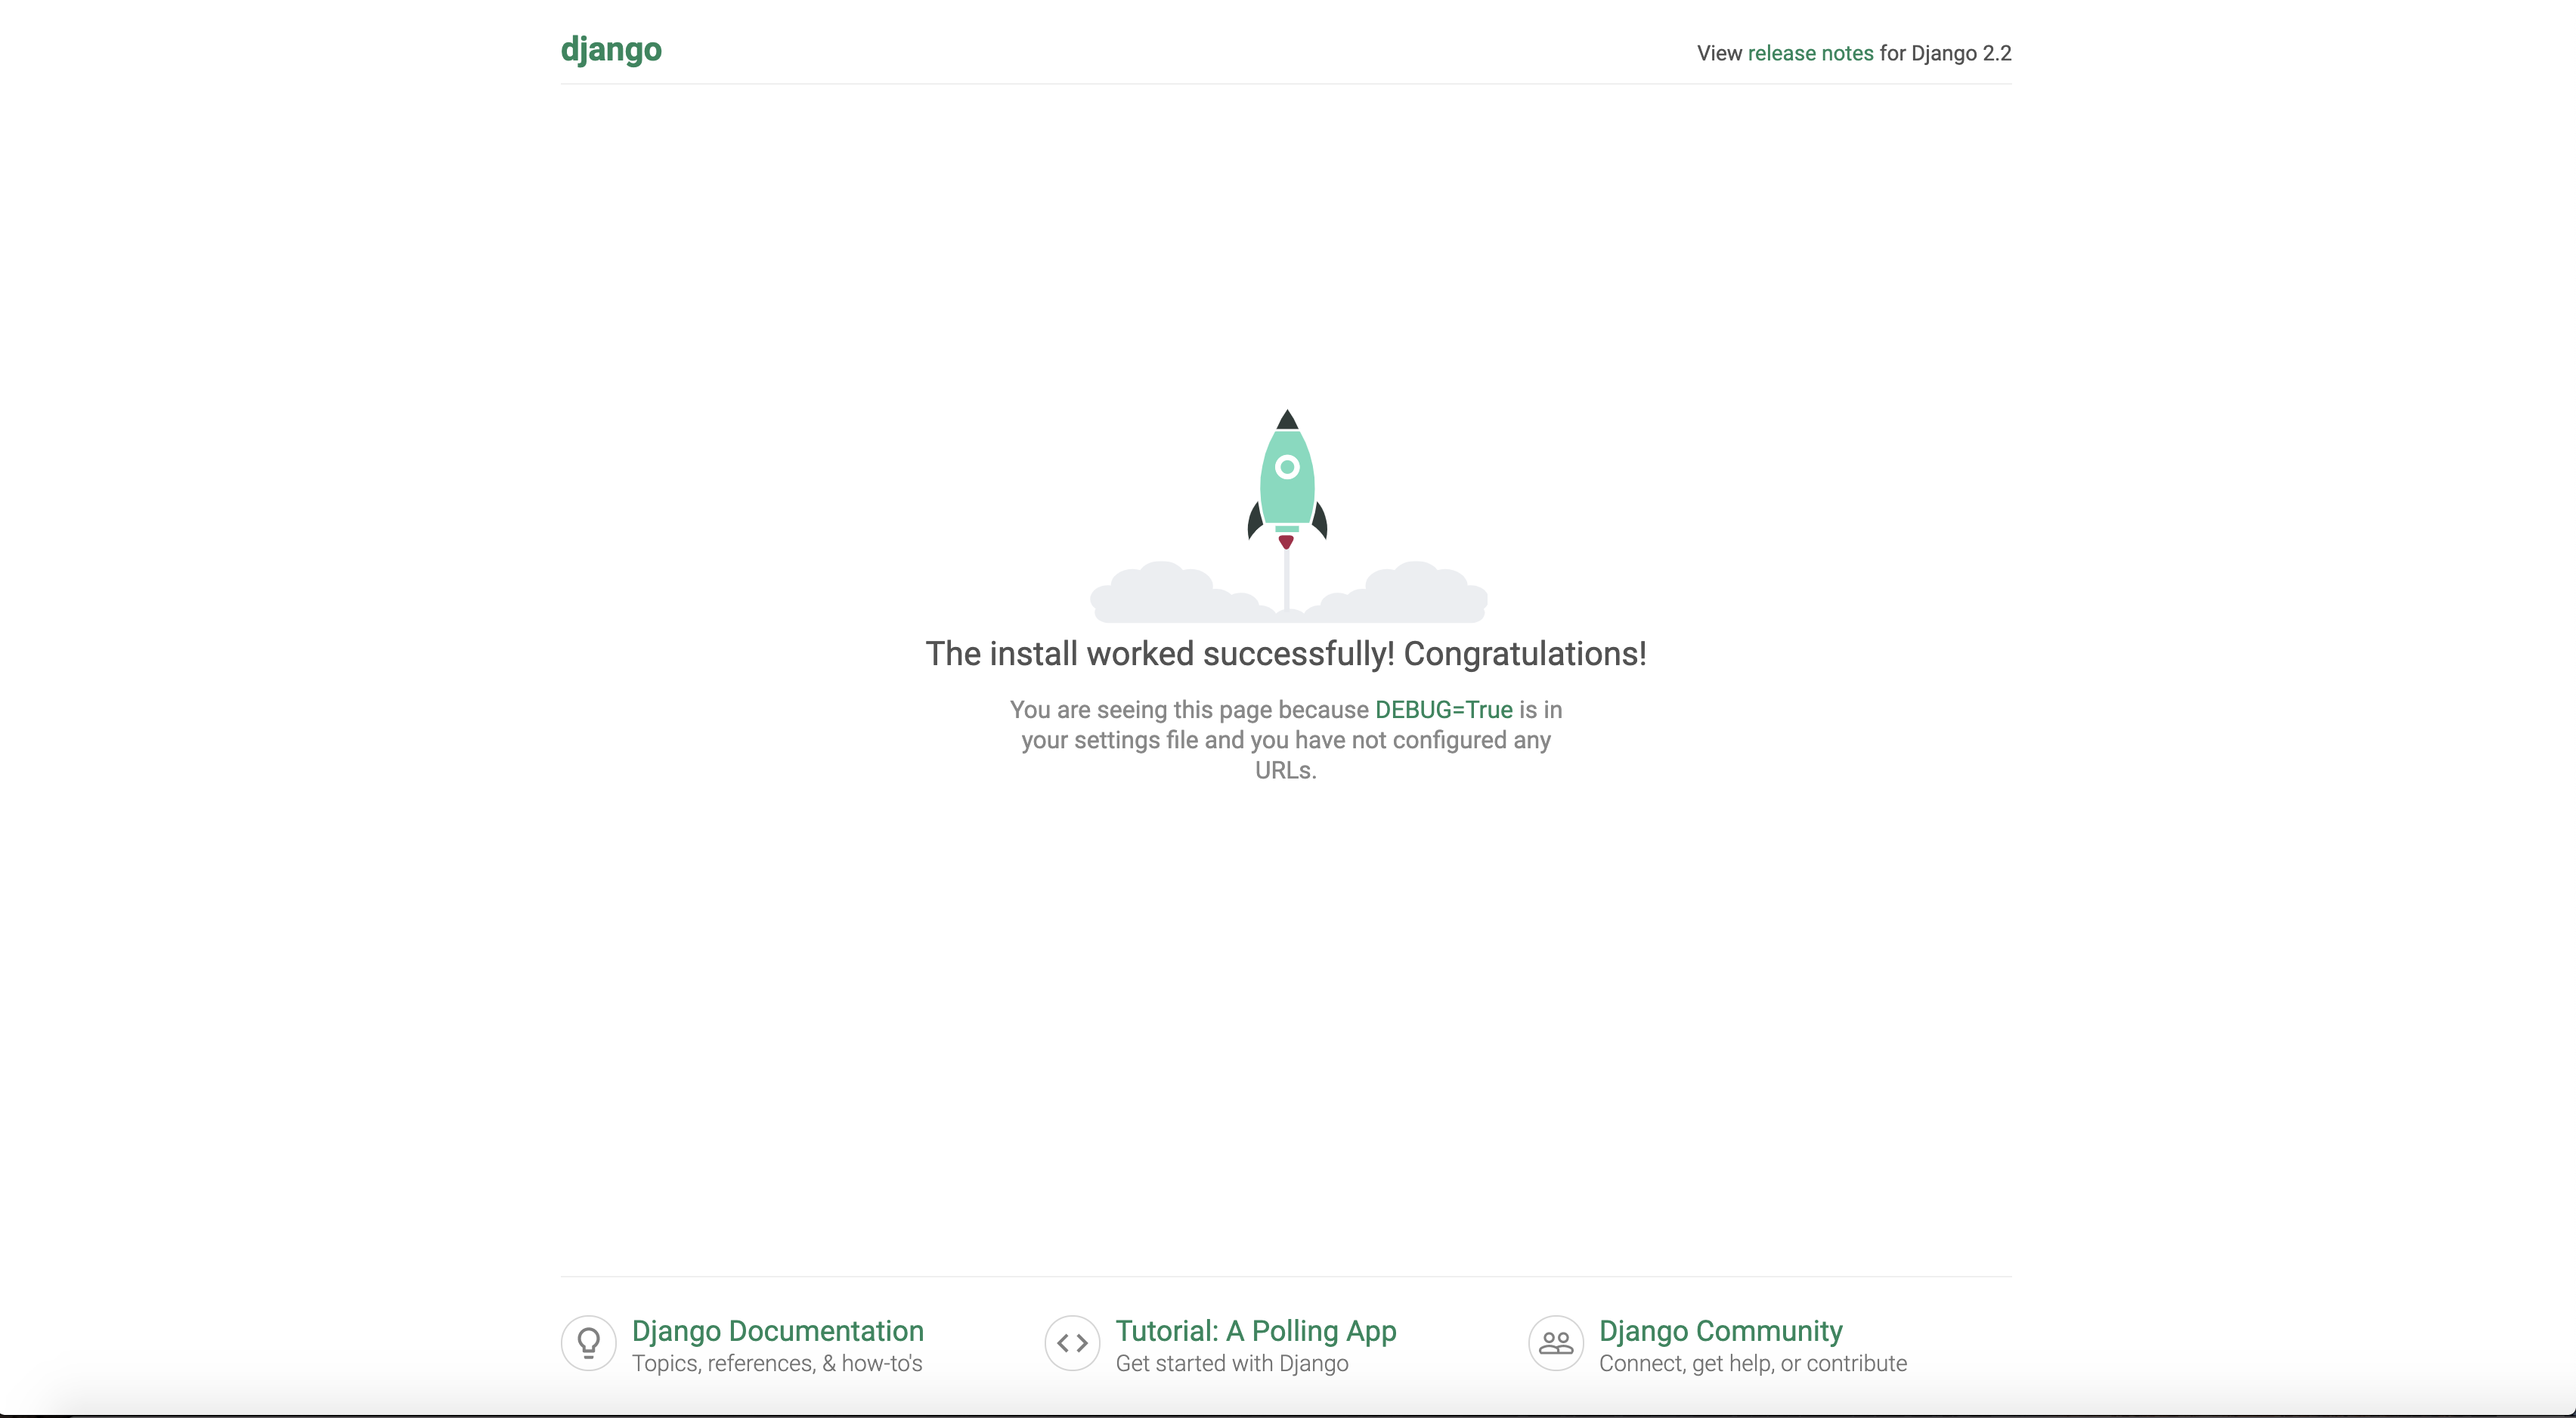 django
View release notes for Django 2.2
The install worked successfully! Congratulations!
You are seeing this page because DEBUG=True is in
your settings file and you have not configured any
URLs.
Django Documentation
Topics, references, & how-to's
Tutorial: A Polling App
Get started with Django
Django Community
Connect, get help, or contribute